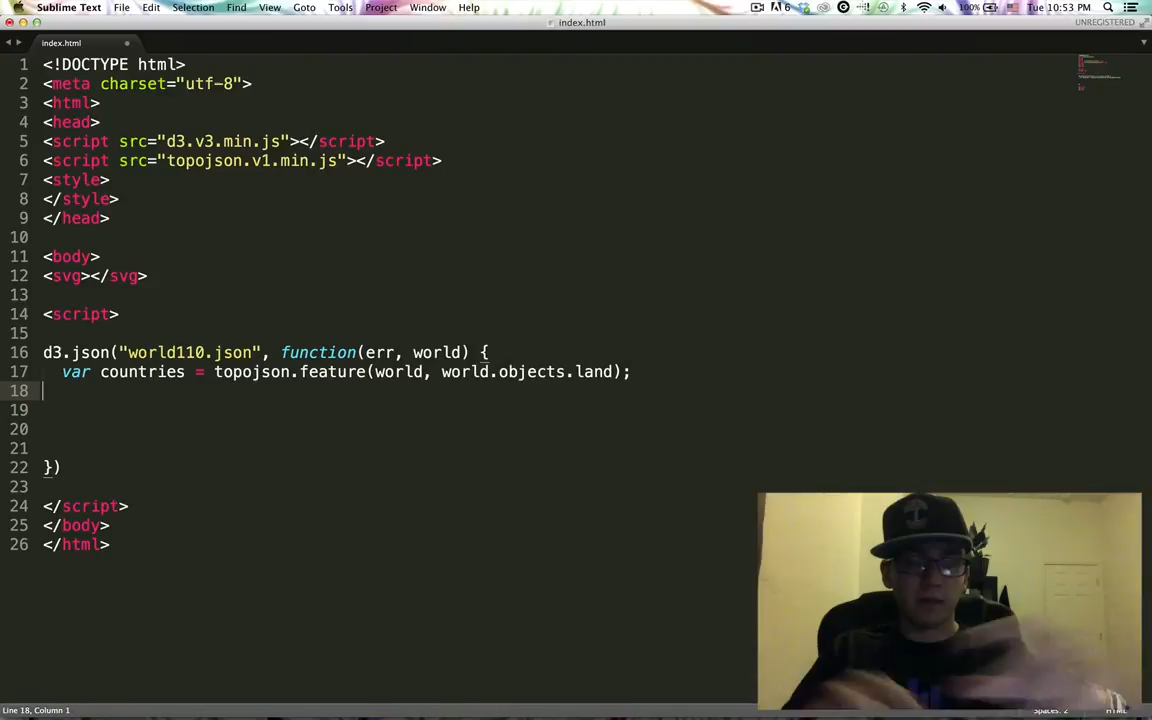 Sublime Text File Edit Selection Find View Goto Tools Project Window Help 6 100% Tue 10:53 PM
index.html UNREGISTERED
index.html
1 <!DOCTYPE html>
2 <meta charset="utf-8">
3 <html>
4 <head>
5 <script src="d3.v3.min.js"></script>
6 <script src="topojson.v1.min.js"></script>
7 <style>
8 </style>
9 </head>
10
11 <body>
12 <svg></svg>
13
14 <script>
15
16 d3.json("world110.json", function(err, world) {
17 var countries = topojson.feature(world, world.objects.land);
18
19
20
21
22 })
23
24 </script>
25 </body>
26 </html>
Line 18, Column 1 Spaces: 2 HTML